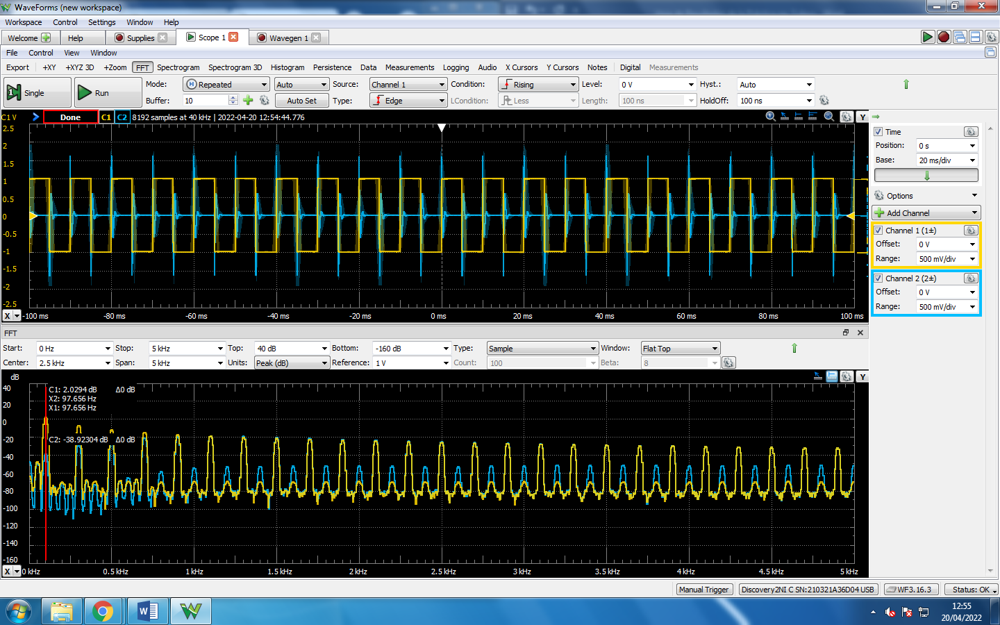 WaveForms (new workspace)
Workspace Control Settings Window Help
Welcome Help Supplies Scope 1 Wavegen 1
File Control View Window
Export +XY +XYZ 3D +Zoom FFT Spectrogram Spectrogram 3D Histogram Persistence Data Measurements Logging Audio X Cursors Y Cursors Notes Digital Measurements
Single Run Mode: Repeated Auto Source: Channel 1 Condition: Rising Level: 0 V Hyst.: Auto
Buffer: 10 Auto Set Type: Edge LCondition: Less Length: 100 ns HoldOff: 100 ns
C1 V Done C1 C2 8192 samples at 40 kHz | 2022-04-20 12:54:44.776 Y
2.5
2
1.5
1
0.5
0
-0.5
-1
-1.5
-2
-2.5
X -100 ms -80 ms -60 ms -40 ms -20 ms 0 ms 20 ms 40 ms 60 ms 80 ms 100 ms
Time
Position: 0 s
Base: 20 ms/div
Options
Add Channel
Channel 1 (1±)
Offset: 0 V
Range: 500 mV/div
Channel 2 (2±)
Offset: 0 V
Range: 500 mV/div
FFT
Start: 0 Hz Stop: 5 kHz Top: 40 dB Bottom: -160 dB Type: Sample Window: Flat Top
Center: 2.5 kHz Span: 5 kHz Units: Peak (dB) Reference: 1 V Count: 100 Beta: 8
dB Y
40
20
0
-20
-40
-60
-80
-100
-120
-140
-160
C1: 2.0294 dB Δ0 dB
X2: 97.656 Hz
X1: 97.656 Hz
C2: -38.92304 dB Δ0 dB
X 0 kHz 0.5 kHz 1 kHz 1.5 kHz 2 kHz 2.5 kHz 3 kHz 3.5 kHz 4 kHz 4.5 kHz 5 kHz
Manual Trigger Discovery2NI C SN:210321A36D04 USB WF3.16.3 Status: OK
12:55
20/04/2022